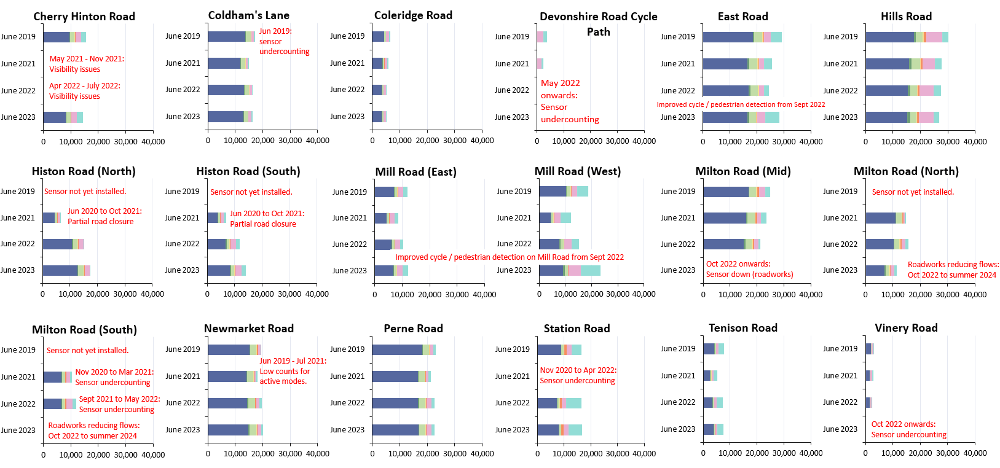 Cherry Hinton Road
June 2019
June 2021
May 2021 - Nov 2021:
Visibility issues
June 2022
Apr 2022 - July 2022:
Visibility issues
June 2023
0 10,000 20,000 30,000 40,000
Coldham's Lane
June 2019
Jun 2019:
sensor
undercounting
June 2021
June 2022
June 2023
0 10,000 20,000 30,000 40,000
Coleridge Road
June 2019
June 2021
June 2022
June 2023
0 10,000 20,000 30,000 40,000
Devonshire Road Cycle
Path
June 2019
June 2021
June 2022
June 2023
May 2022
onwards:
Sensor
undercounting
0 10,000 20,000 30,000 40,000
East Road
June 2019
June 2021
June 2022
Improved cycle / pedestrian detection from Sept 2022
June 2023
0 10,000 20,000 30,000 40,000
Hills Road
June 2019
June 2021
June 2022
June 2023
0 10,000 20,000 30,000 40,000
Histon Road (North)
June 2019
Sensor not yet installed.
June 2021
Jun 2020 to Oct 2021:
Partial road closure
June 2022
June 2023
0 10,000 20,000 30,000 40,000
Histon Road (South)
June 2019
Sensor not yet installed.
June 2021
Jun 2020 to Oct 2021:
Partial road closure
June 2022
June 2023
0 10,000 20,000 30,000 40,000
Mill Road (East)
June 2019
June 2021
June 2022
June 2023
0 10,000 20,000 30,000 40,000
Improved cycle / pedestrian detection on Mill Road from Sept 2022
Mill Road (West)
June 2019
June 2021
June 2022
June 2023
0 10,000 20,000 30,000 40,000
Milton Road (Mid)
June 2019
June 2021
June 2022
June 2023
Oct 2022 onwards:
Sensor down (roadworks)
0 10,000 20,000 30,000 40,000
Milton Road (North)
June 2019
Sensor not yet installed.
June 2021
June 2022
June 2023
Roadworks reducing flows:
Oct 2022 to summer 2024
0 10,000 20,000 30,000 40,000
Milton Road (South)
June 2019
Sensor not yet installed.
June 2021
Nov 2020 to Mar 2021:
Sensor undercounting
June 2022
Sept 2021 to May 2022:
Sensor undercounting
June 2023
Roadworks reducing flows:
Oct 2022 to summer 2024
0 10,000 20,000 30,000 40,000
Newmarket Road
June 2019
Jun 2019 - Jul 2021:
Low counts for
active modes.
June 2021
June 2022
June 2023
0 10,000 20,000 30,000 40,000
Perne Road
June 2019
June 2021
June 2022
June 2023
0 10,000 20,000 30,000 40,000
Station Road
June 2019
June 2021
Nov 2020 to Apr 2022:
Sensor undercounting
June 2022
June 2023
0 10,000 20,000 30,000 40,000
Tenison Road
June 2019
June 2021
June 2022
June 2023
0 10,000 20,000 30,000 40,000
Vinery Road
June 2019
June 2021
June 2022
June 2023
Oct 2022 onwards:
Sensor undercounting
0 10,000 20,000 30,000 40,000